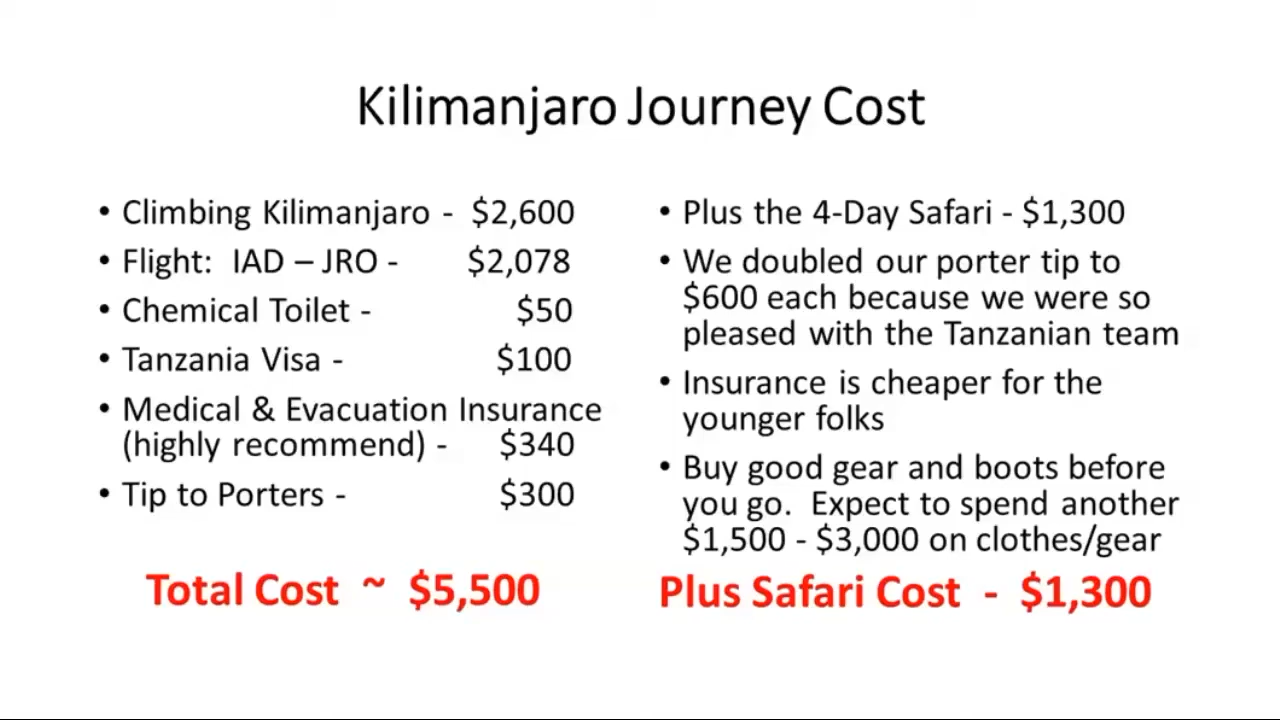 Kilimanjaro Journey Cost
• Climbing Kilimanjaro - $2,600
• Flight: IAD – JRO - $2,078
• Chemical Toilet - $50
• Tanzania Visa - $100
• Medical & Evacuation Insurance
(highly recommend) - $340
• Tip to Porters - $300
Total Cost ~ $5,500
• Plus the 4-Day Safari - $1,300
• We doubled our porter tip to
$600 each because we were so
pleased with the Tanzanian team
• Insurance is cheaper for the
younger folks
• Buy good gear and boots before
you go. Expect to spend another
$1,500 - $3,000 on clothes/gear
Plus Safari Cost - $1,300